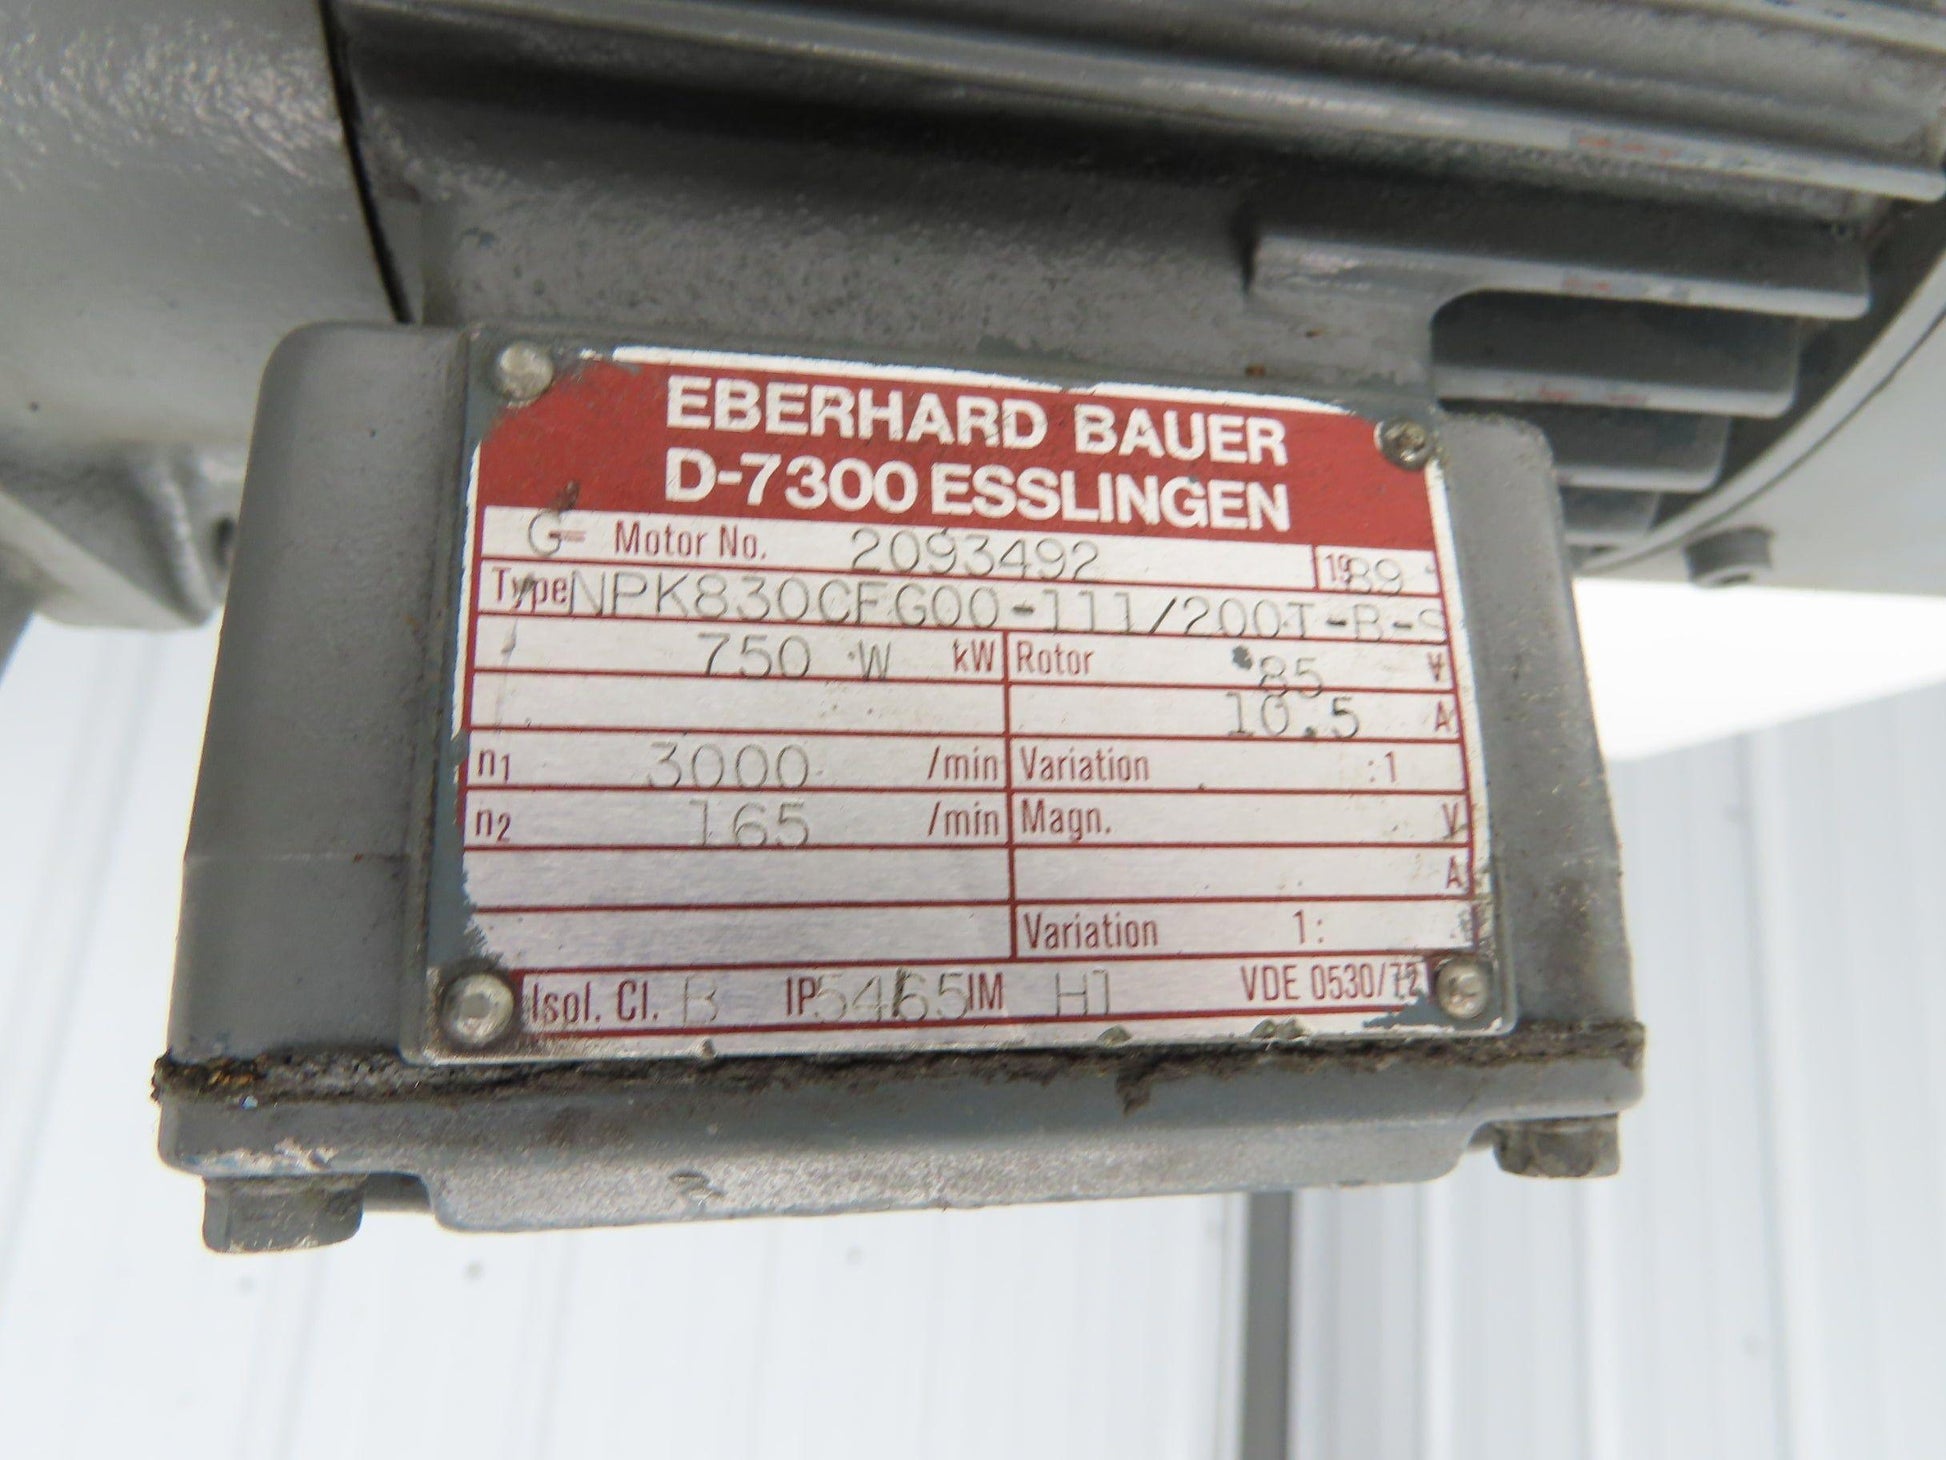 EBERHARD BAUER
D-7300 ESSLINGEN
G= Motor No. 2093492 1989
Type NPK830CFG00-111/200T-B-S
750 W kW Rotor 85 V
10.5 A
n1 3000 /min Variation :1
n2 165 /min Magn. V
A
Variation 1:
Isol. Cl. B IP54/65 IM H1 VDE 0530/72